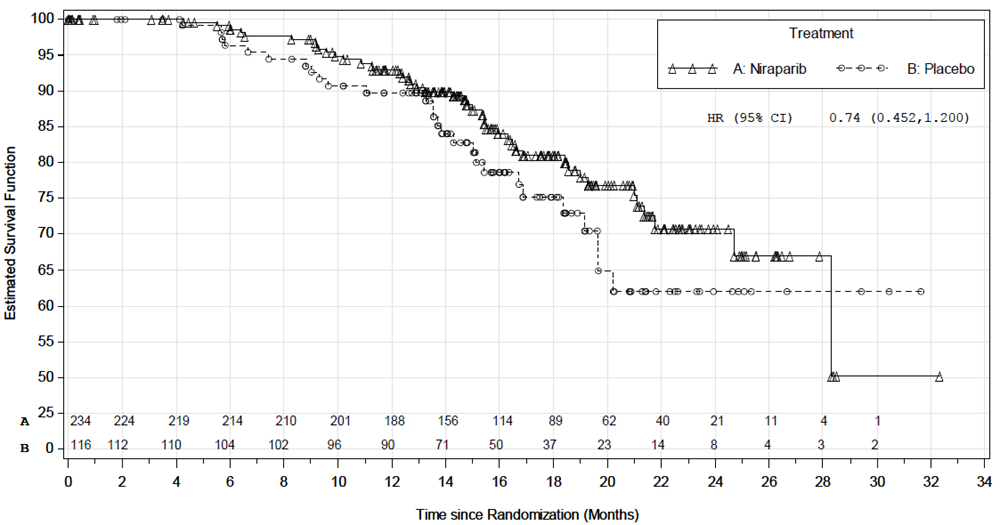 Treatment
A: Niraparib B: Placebo
HR (95% CI) 0.74 (0.452,1.200)
Estimated Survival Function
100
95
90
85
80
75
70
65
60
55
50
25
0
A 234 224 219 214 210 201 188 156 114 89 62 40 21 11 4 1
B 116 112 110 104 102 96 90 71 50 37 23 14 8 4 3 2
0 2 4 6 8 10 12 14 16 18 20 22 24 26 28 30 32 34
Time since Randomization (Months)